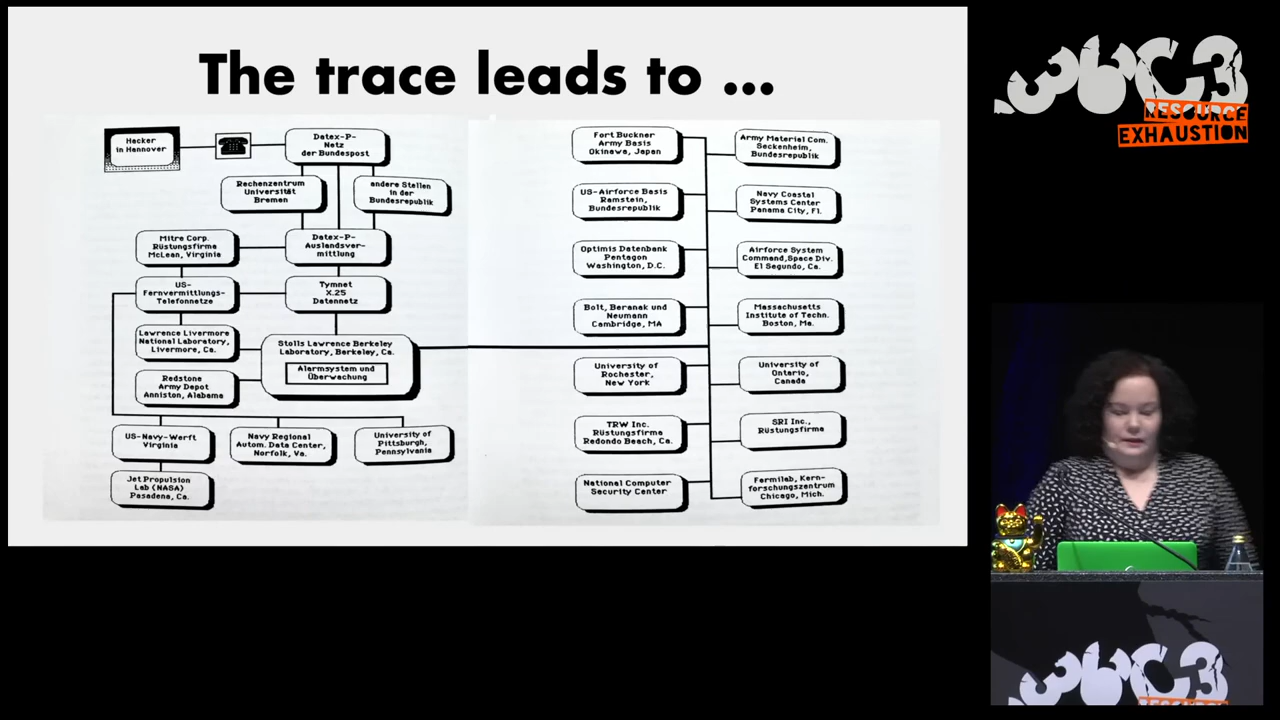 The trace leads to ...
Hacker
in Hannover
Datex-P-
Netz
der Bundespost
Rechenzentrum
Universität
Bremen
andere Stellen
in der
Bundesrepublik
Mitre Corp.
Rüstungsfirma
McLean, Virginia
Datex-P-
Auslandsver-
mittlung
US-
Fernvermittlungs-
Telefonnetze
Tymnet
X.25
Datennetz
Lawrence Livermore
National Laboratory,
Livermore, Ca.
Stolls Lawrence Berkeley
Laboratory, Berkeley, Ca.
Alarmsystem und
Überwachung
Redstone
Army Depot
Anniston, Alabama
US-Navy-Werft
Virginia
Navy Regional
Autom. Data Center,
Norfolk, Va.
University of
Pittsburgh,
Pennsylvania
Jet Propulsion
Lab (NASA)
Pasadena, Ca.
Fort Buckner
Army Basis
Okinawa, Japan
Army Material Com.
Seckenheim,
Bundesrepublik
US-Airforce Basis
Ramstein,
Bundesrepublik
Navy Coastal
Systems Center
Panama City, Fl.
Optimis Datenbank
Pentagon
Washington, D.C.
Airforce System
Command,Space Div.
El Segundo, Ca.
Bolt, Beranak und
Neumann
Cambridge, MA
Massachusetts
Institute of Techn.
Boston, Ma.
University of
Rochester,
New York
University of
Ontario,
Canada
TRW Inc.
Rüstungsfirma
Redondo Beach, Ca.
SRI Inc.,
Rüstungsfirma
National Computer
Security Center
Fermilab, Kern-
forschungszentrum
Chicago, Mich.
36C3
RESOURCE
EXHAUSTION
36C3
RESOURCE